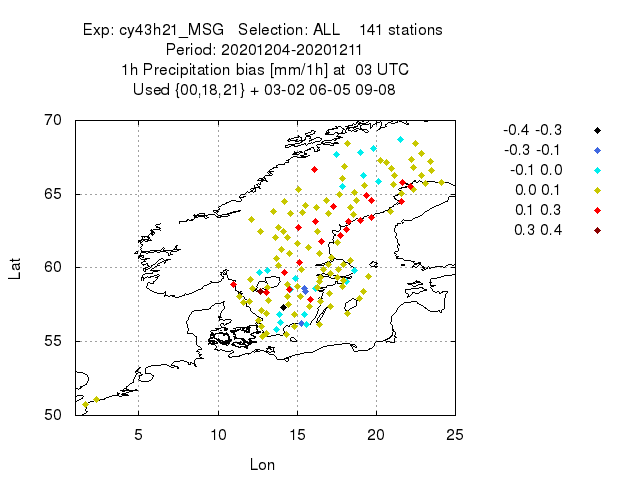 Exp: cy43h21_MSG Selection: ALL 141 stations
Period: 20201204-20201211
1h Precipitation bias [mm/1h] at 03 UTC
Used {00,18,21} + 03-02 06-05 09-08
70
65
60
55
50
Lat
5 10 15 20 25
Lon
-0.4 -0.3
-0.3 -0.1
-0.1 0.0
0.0 0.1
0.1 0.3
0.3 0.4